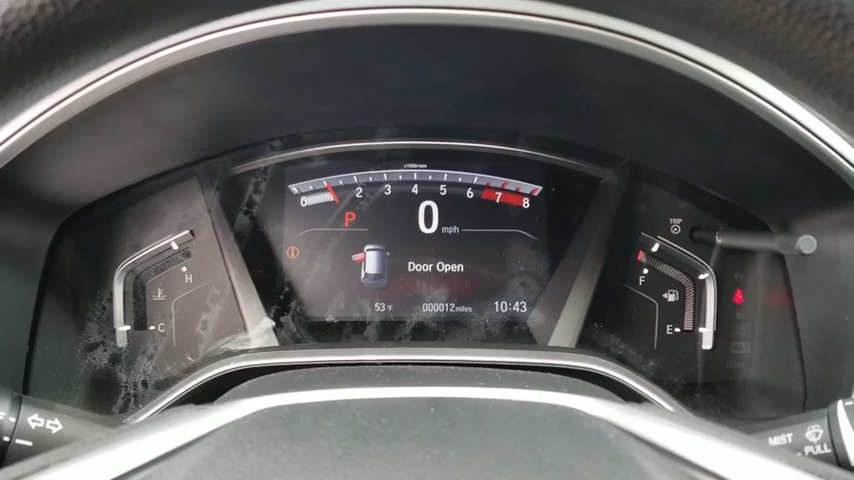 x1000r/min
0 2 3 4 5 6 7 8
P
0 mph
Door Open
53°F 000012 miles 10:43
H
C
TRIP
F
E
MIST
PULL